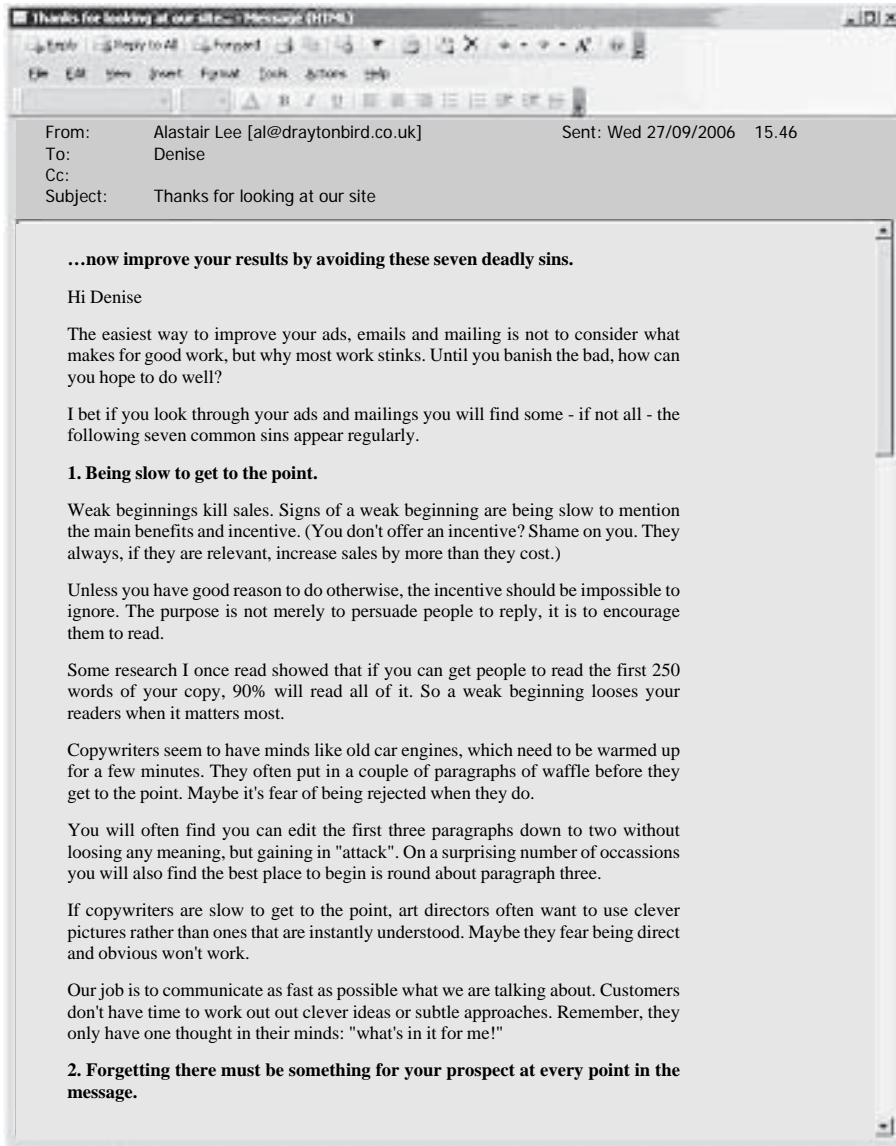 Thanks for looking at our site... - Message (HTML)
Reply Reply to All Forward
File Edit View Insert Format Tools Actions Help
A B I U
From: Alastair Lee [al@draytonbird.co.uk] Sent: Wed 27/09/2006 15.46
To: Denise
Cc:
Subject: Thanks for looking at our site
…now improve your results by avoiding these seven deadly sins.
Hi Denise
The easiest way to improve your ads, emails and mailing is not to consider what
makes for good work, but why most work stinks. Until you banish the bad, how can
you hope to do well?
I bet if you look through your ads and mailings you will find some - if not all - the
following seven common sins appear regularly.
1. Being slow to get to the point.
Weak beginnings kill sales. Signs of a weak beginning are being slow to mention
the main benefits and incentive. (You don't offer an incentive? Shame on you. They
always, if they are relevant, increase sales by more than they cost.)
Unless you have good reason to do otherwise, the incentive should be impossible to
ignore. The purpose is not merely to persuade people to reply, it is to encourage
them to read.
Some research I once read showed that if you can get people to read the first 250
words of your copy, 90% will read all of it. So a weak beginning looses your
readers when it matters most.
Copywriters seem to have minds like old car engines, which need to be warmed up
for a few minutes. They often put in a couple of paragraphs of waffle before they
get to the point. Maybe it's fear of being rejected when they do.
You will often find you can edit the first three paragraphs down to two without
loosing any meaning, but gaining in "attack". On a surprising number of occassions
you will also find the best place to begin is round about paragraph three.
If copywriters are slow to get to the point, art directors often want to use clever
pictures rather than ones that are instantly understood. Maybe they fear being direct
and obvious won't work.
Our job is to communicate as fast as possible what we are talking about. Customers
don't have time to work out out clever ideas or subtle approaches. Remember, they
only have one thought in their minds: "what's in it for me!"
2. Forgetting there must be something for your prospect at every point in the
message.